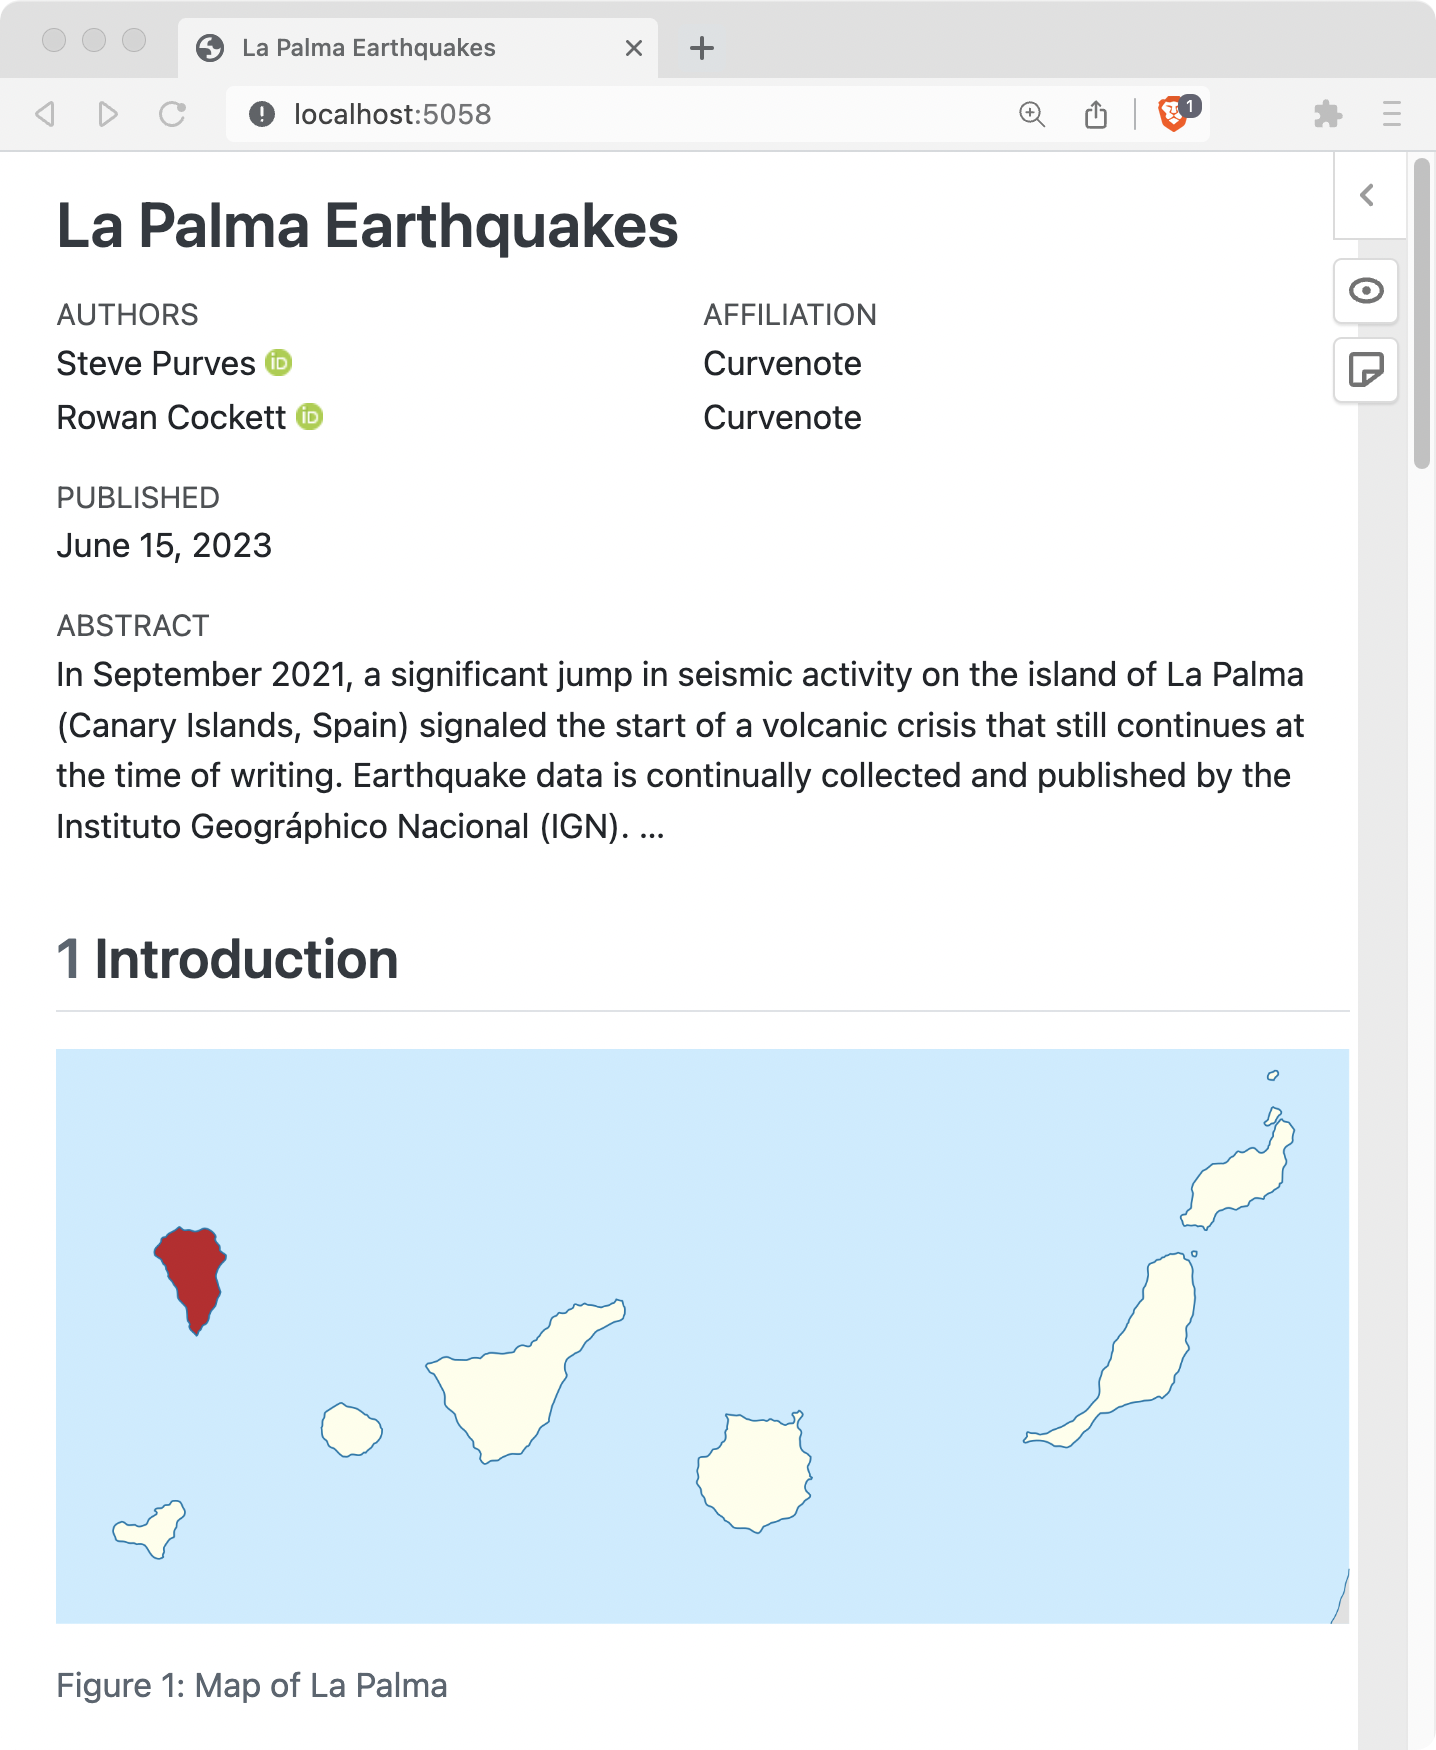 La Palma Earthquakes
localhost:5058
1
La Palma Earthquakes
AUTHORS
AFFILIATION
Steve Purves iD
Curvenote
Rowan Cockett iD
Curvenote
PUBLISHED
June 15, 2023
ABSTRACT
In September 2021, a significant jump in seismic activity on the island of La Palma
(Canary Islands, Spain) signaled the start of a volcanic crisis that still continues at
the time of writing. Earthquake data is continually collected and published by the
Instituto Geográphico Nacional (IGN). ...
1 Introduction
Figure 1: Map of La Palma